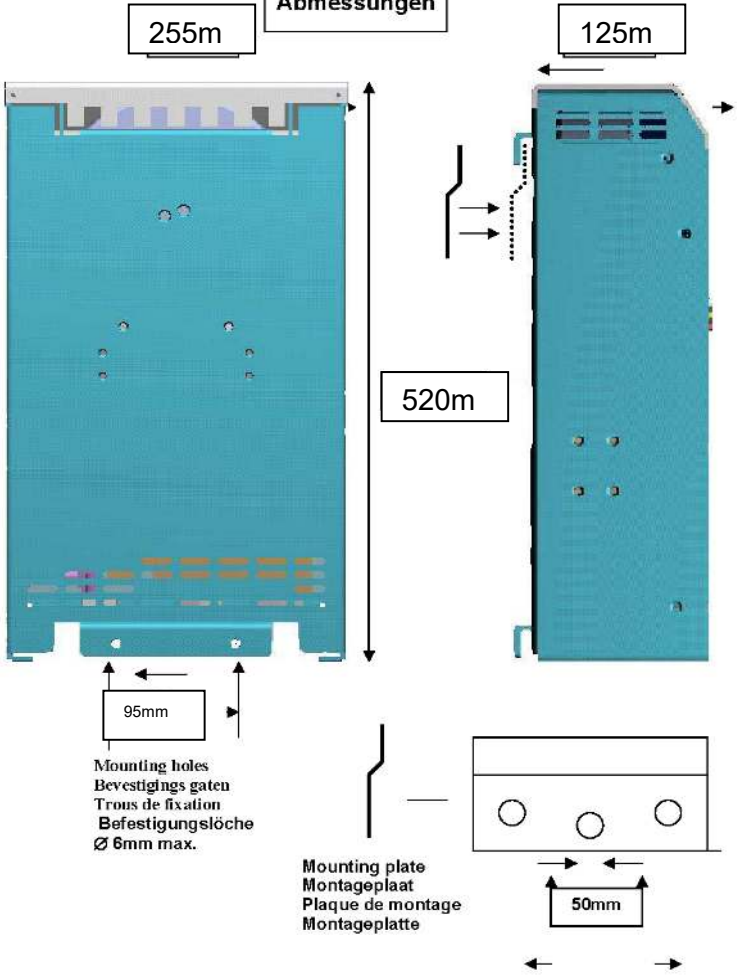 Abmessungen
255m
125m
520m
95mm
Mounting holes
Bevestigings gaten
Trous de fixation
Befestigungslöche
Ø 6mm max.
Mounting plate
Montageplaat
Plaque de montage
Montageplatte
50mm